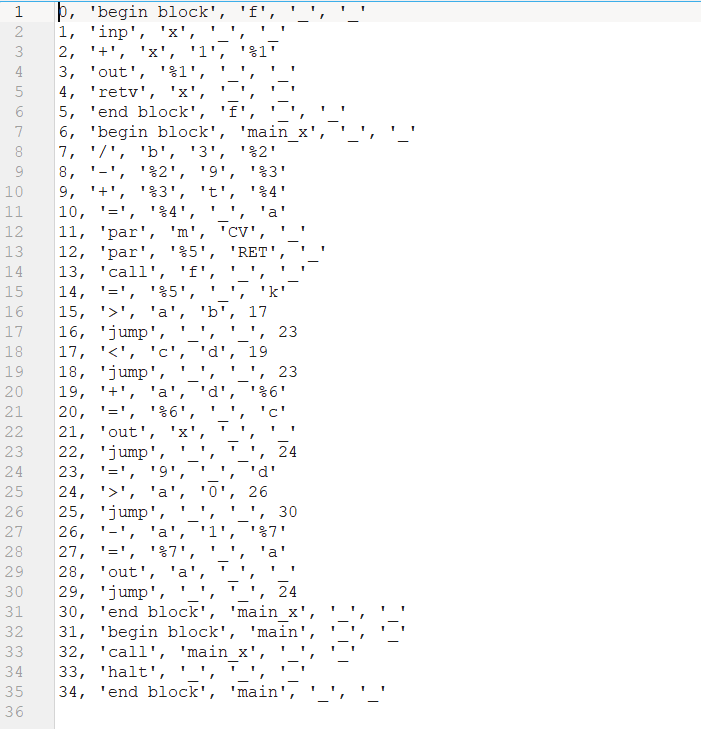 1 0, 'begin block', 'f', '_', '_'
2 1, 'inp', 'x', '_', '_'
3 2, '+', 'x', '1', '%1'
4 3, 'out', '%1', '_', '_'
5 4, 'retv', 'x', '_', '_'
6 5, 'end block', 'f', '_', '_'
7 6, 'begin block', 'main_x', '_', '_'
8 7, '/', 'b', '3', '%2'
9 8, '-', '%2', '9', '%3'
10 9, '+', '%3', 't', '%4'
11 10, '=', '%4', '_', 'a'
12 11, 'par', 'm', 'CV', '_'
13 12, 'par', '%5', 'RET', '_'
14 13, 'call', 'f', '_', '_'
15 14, '=', '%5', '_', 'k'
16 15, '>', 'a', 'b', 17
17 16, 'jump', '_', '_', 23
18 17, '<', 'c', 'd', 19
19 18, 'jump', '_', '_', 23
20 19, '+', 'a', 'd', '%6'
21 20, '=', '%6', '_', 'c'
22 21, 'out', 'x', '_', '_'
23 22, 'jump', '_', '_', 24
24 23, '=', '9', '_', 'd'
25 24, '>', 'a', '0', 26
26 25, 'jump', '_', '_', 30
27 26, '-', 'a', '1', '%7'
28 27, '=', '%7', '_', 'a'
29 28, 'out', 'a', '_', '_'
30 29, 'jump', '_', '_', 24
31 30, 'end block', 'main_x', '_', '_'
32 31, 'begin block', 'main', '_', '_'
33 32, 'call', 'main_x', '_', '_'
34 33, 'halt', '_', '_', '_'
35 34, 'end block', 'main', '_', '_'
36